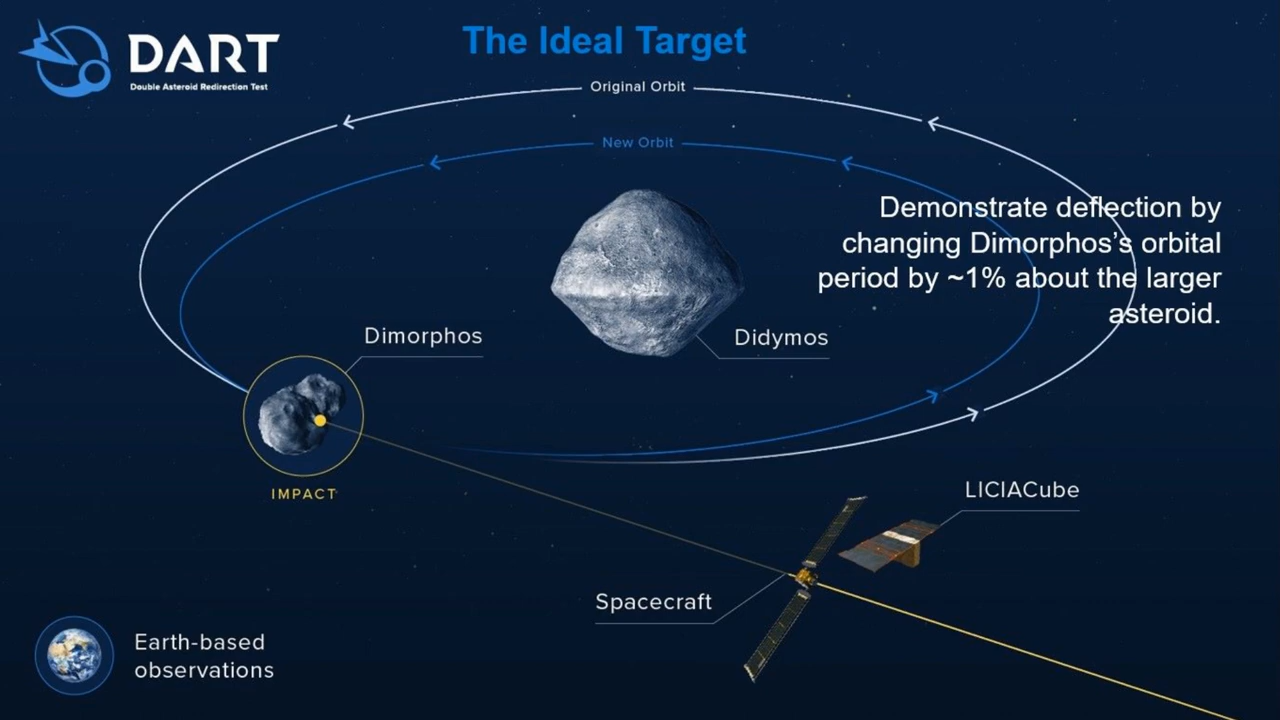 DART
Double Asteroid Redirection Test
The Ideal Target
Original Orbit
New Orbit
Demonstrate deflection by
changing Dimorphos’s orbital
period by ~1% about the larger
asteroid.
Dimorphos
Didymos
IMPACT
LICIACube
Spacecraft
Earth-based
observations